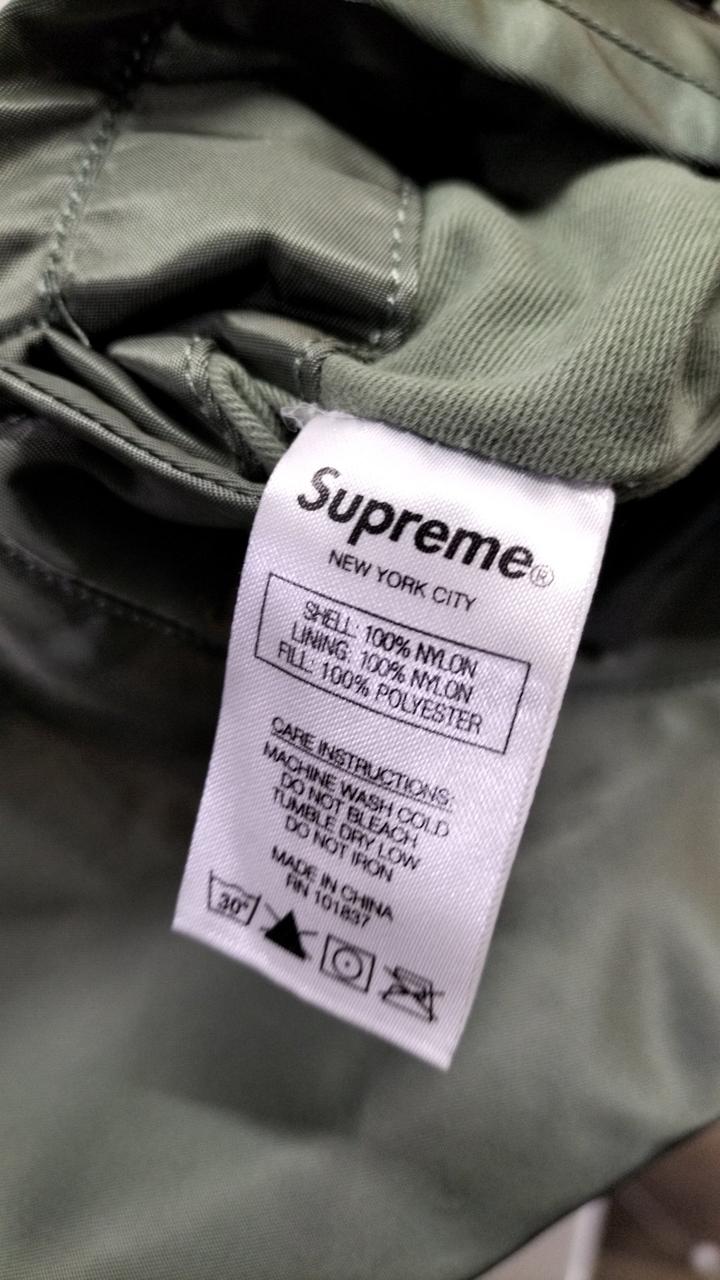 Supreme®
NEW YORK CITY
SHELL: 100% NYLON
LINING: 100% NYLON
FILL: 100% POLYESTER
CARE INSTRUCTIONS:
MACHINE WASH COLD
DO NOT BLEACH
TUMBLE DRY LOW
DO NOT IRON
MADE IN CHINA
RN 101837
30°